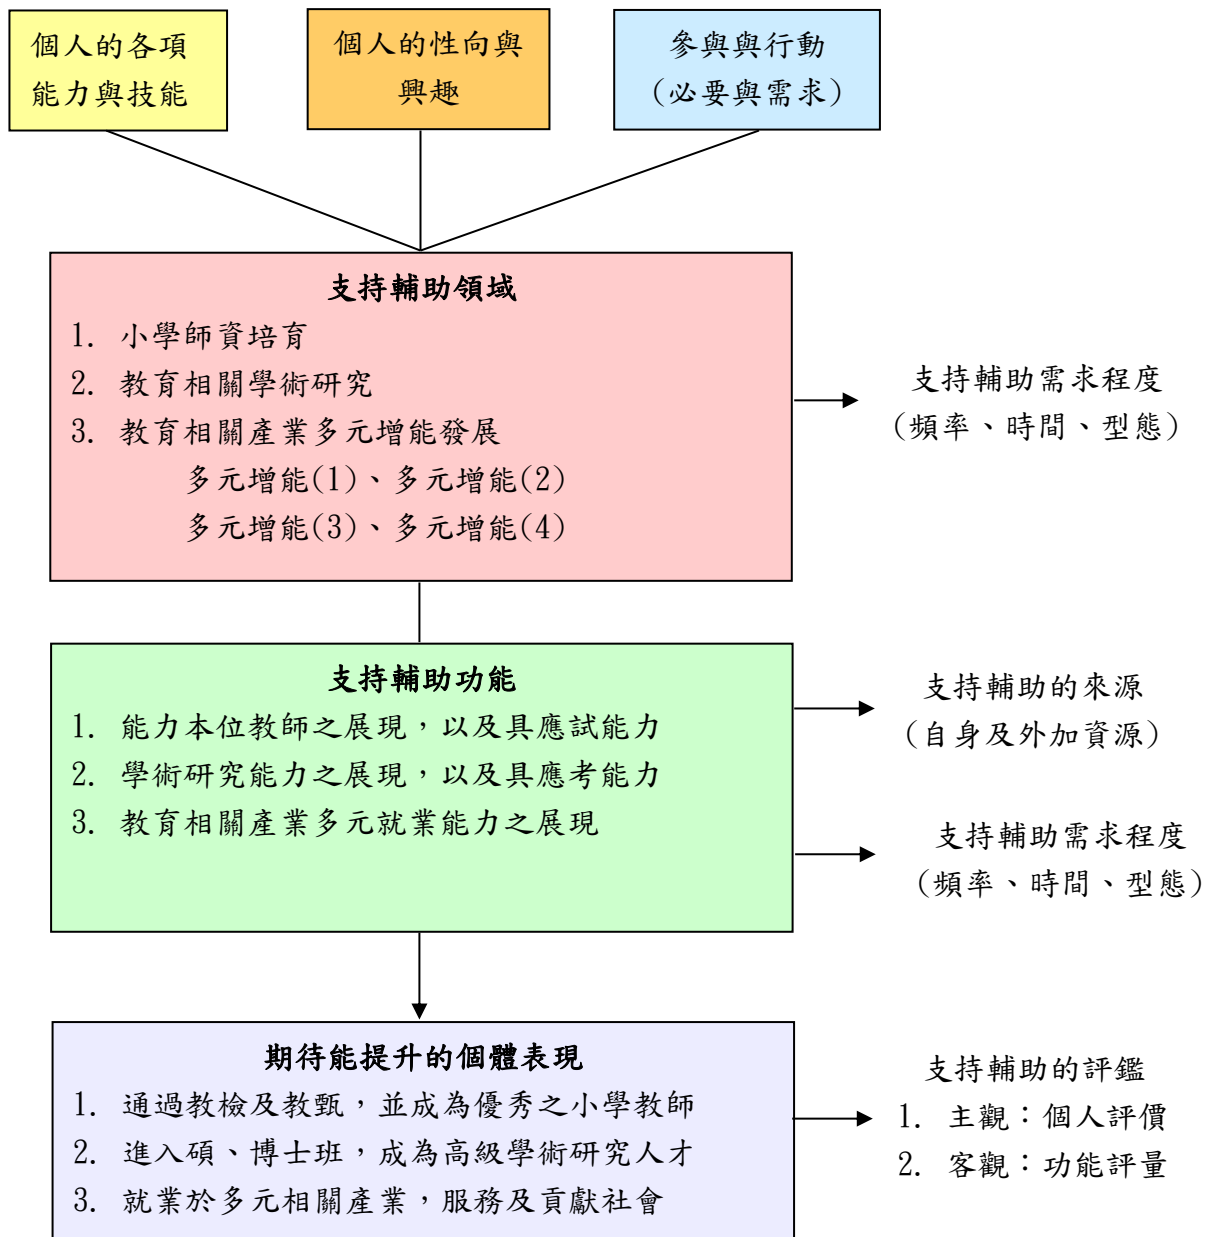 個人的各項
能力與技能
個人的性向與
興趣
參與與行動
(必要與需求)
支持輔助領域
1. 小學師資培育
2. 教育相關學術研究
3. 教育相關產業多元增能發展
多元增能(1)、多元增能(2)
多元增能(3)、多元增能(4)
支持輔助需求程度
(頻率、時間、型態)
支持輔助功能
1. 能力本位教師之展現，以及具應試能力
2. 學術研究能力之展現，以及具應考能力
3. 教育相關產業多元就業能力之展現
支持輔助的來源
(自身及外加資源)
支持輔助需求程度
(頻率、時間、型態)
期待能提升的個體表現
1. 通過教檢及教甄，並成為優秀之小學教師
2. 進入碩、博士班，成為高級學術研究人才
3. 就業於多元相關產業，服務及貢獻社會
支持輔助的評鑑
1. 主觀：個人評價
2. 客觀：功能評量